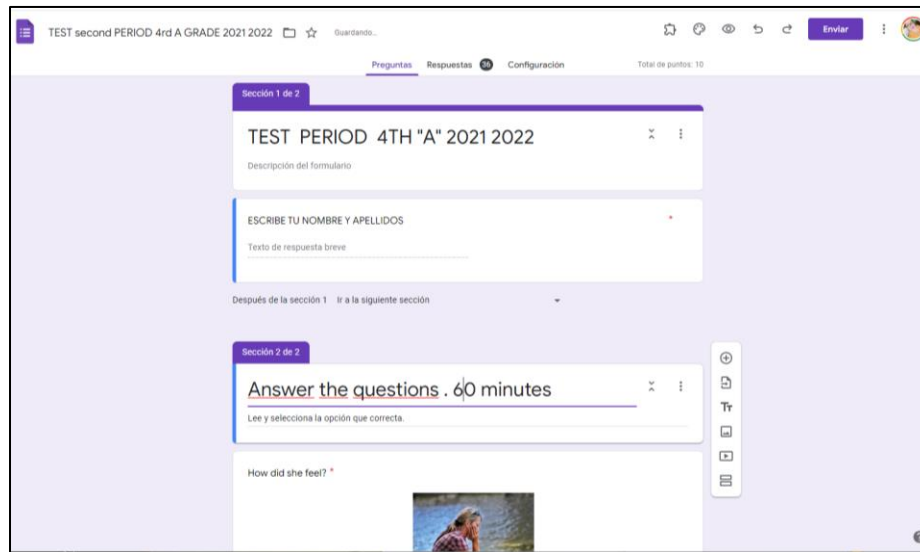 TEST second PERIOD 4rd A GRADE 2021 2022
Guardando...
Enviar
Preguntas Respuestas 36 Configuración
Total de puntos: 10
Sección 1 de 2
TEST PERIOD 4TH "A" 2021 2022
Descripción del formulario
ESCRIBE TU NOMBRE Y APELLIDOS *
Texto de respuesta breve
Después de la sección 1 Ir a la siguiente sección
Sección 2 de 2
Answer the questions . 60 minutes
Lee y selecciona la opción que correcta.
Tт
How did she feel? *